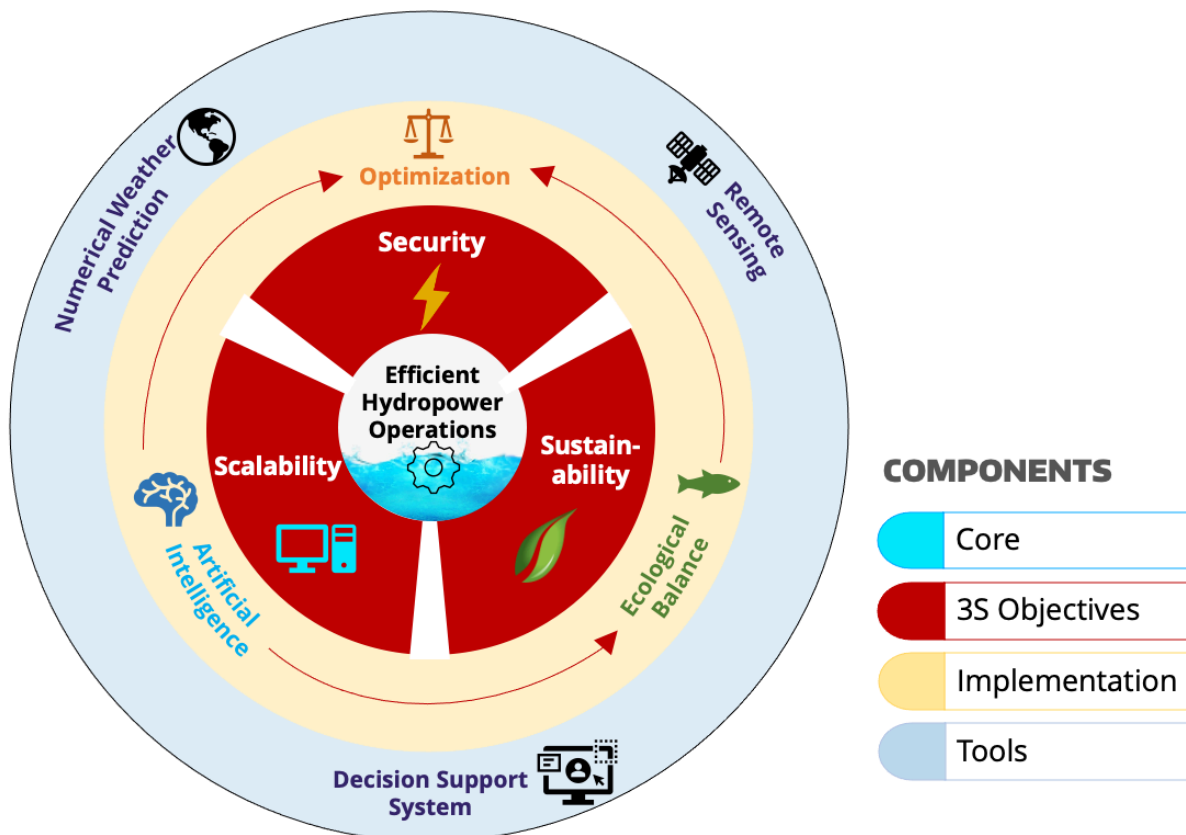 Numerical Weather
Prediction
Optimization
Remote
Sensing
Security
Efficient
Hydropower
Operations
Scalability
Sustain-
ability
Artificial
Intelligence
Ecological
Balance
Decision Support
System
COMPONENTS
Core
3S Objectives
Implementation
Tools